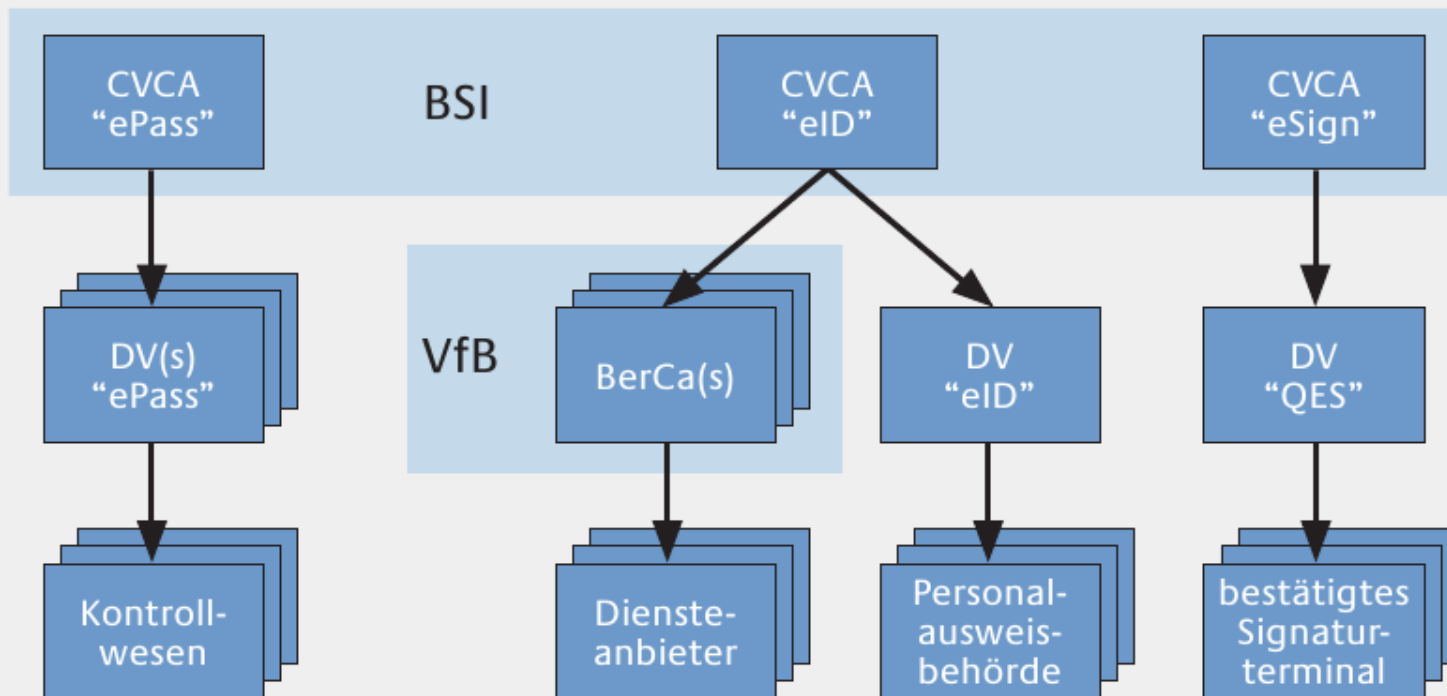 CVCA
“ePass”
BSI
CVCA
“eID”
CVCA
“eSign”
DV(s)
“ePass”
VfB
BerCa(s)
DV
“eID”
DV
“QES”
Kontroll-
wesen
Dienste-
anbieter
Personal-
ausweis-
behörde
bestätigtes
Signatur-
terminal